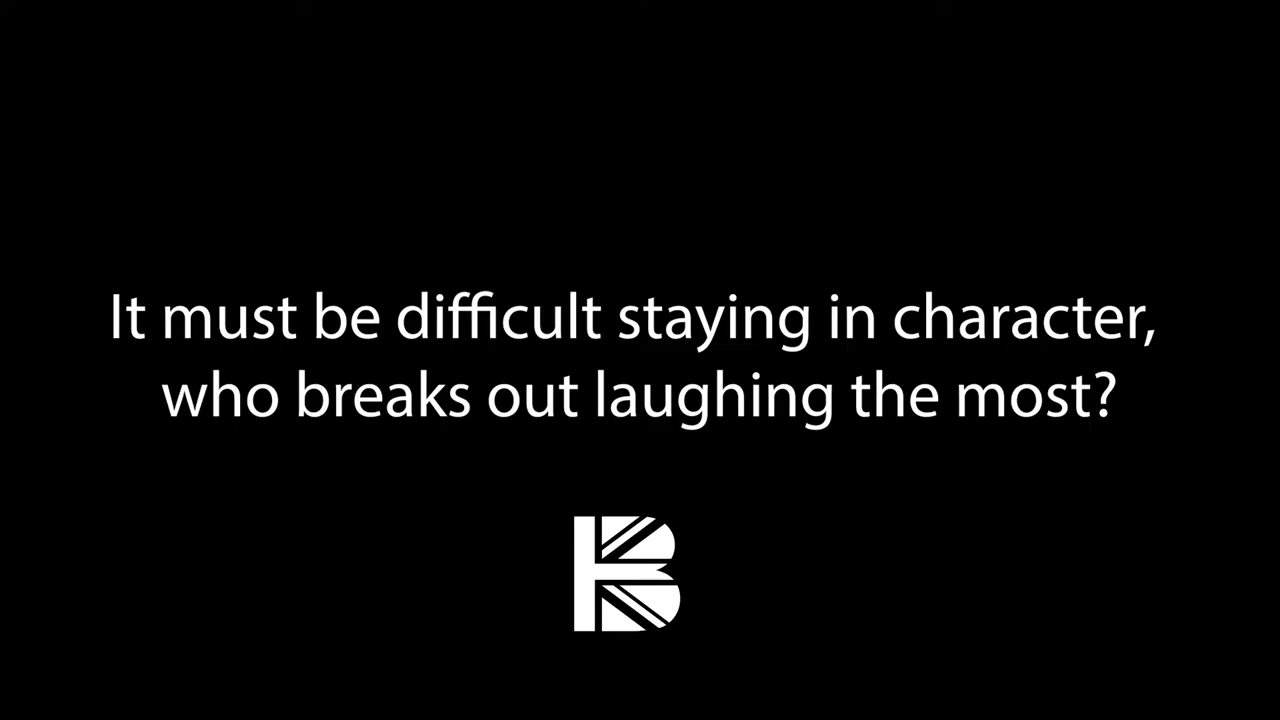 It must be difficult staying in character,
who breaks out laughing the most?
B